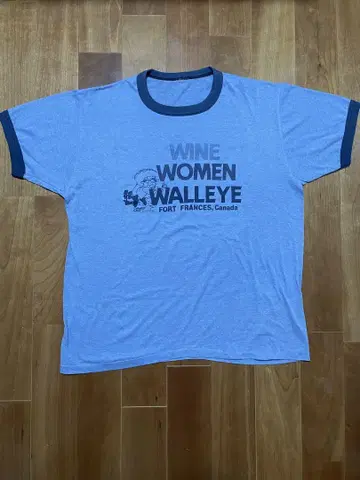 WINE
WOMEN
WALLEYE
FORT FRANCES, Canada